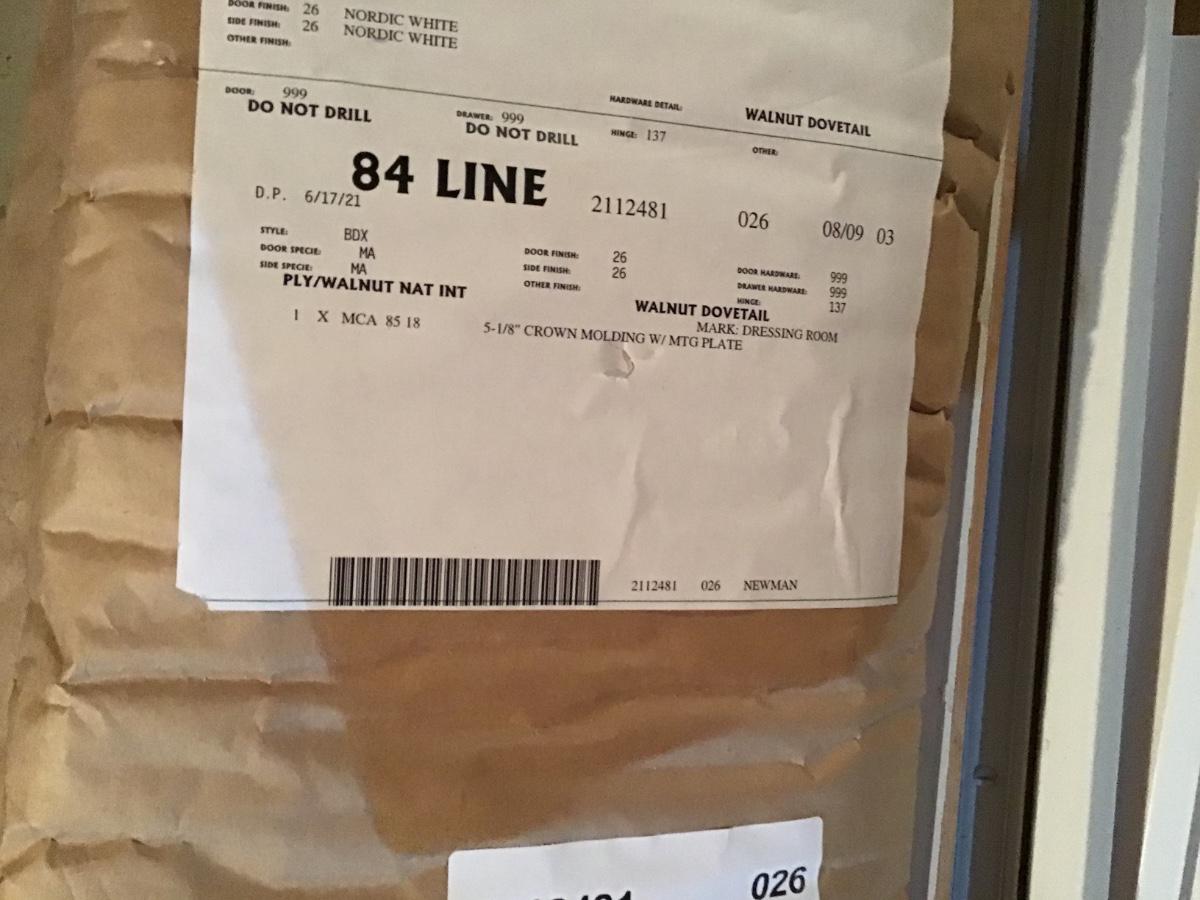 DOOR FINISH: 26 NORDIC WHITE
SIDE FINISH: 26 NORDIC WHITE
OTHER FINISH:
DOOR: 999 DRAWER: 999 HARDWARE DETAIL: WALNUT DOVETAIL
DO NOT DRILL DO NOT DRILL HINGE: 137 OTHER:
84 LINE
D.P. 6/17/21 2112481 026 08/09 03
STYLE: BDX DOOR FINISH: 26 DOOR HARDWARE: 999
DOOR SPECIE: MA SIDE FINISH: 26 DRAWER HARDWARE: 999
SIDE SPECIE: MA OTHER FINISH: HINGE: 137
PLY/WALNUT NAT INT WALNUT DOVETAIL
MARK: DRESSING ROOM
1 X MCA 85 18 5-1/8" CROWN MOLDING W/ MTG PLATE
2112481 026 NEWMAN
026